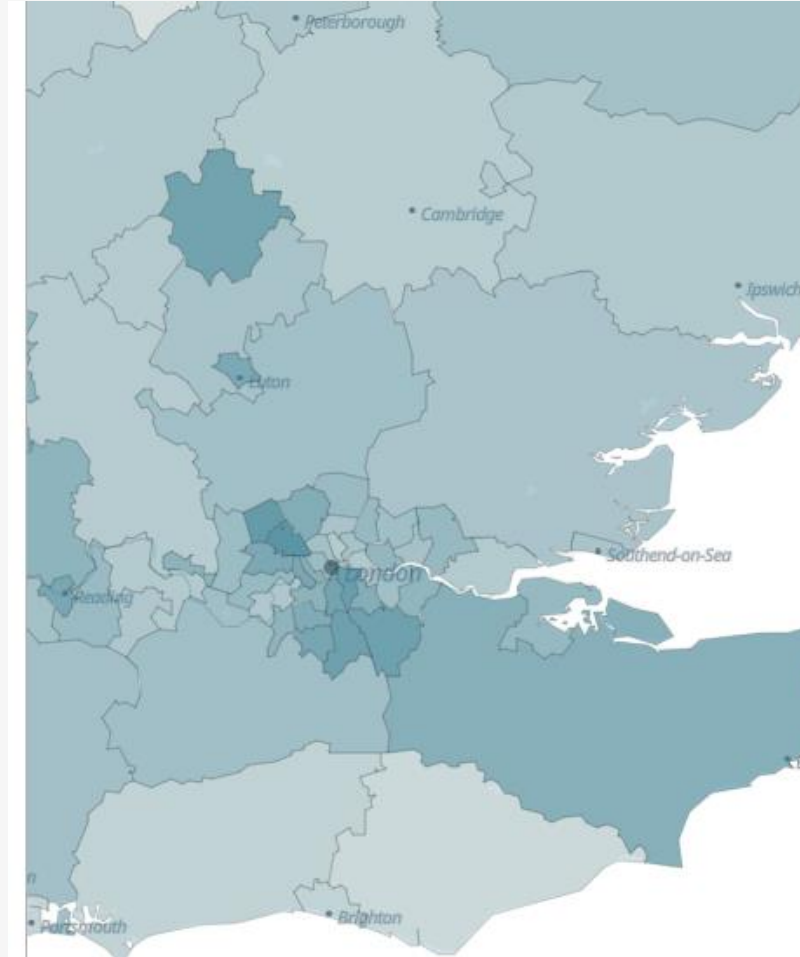 Peterborough
Cambridge
Ipswich
Luton
London
Southend-on-Sea
Reading
n
Brighton
Portsmouth